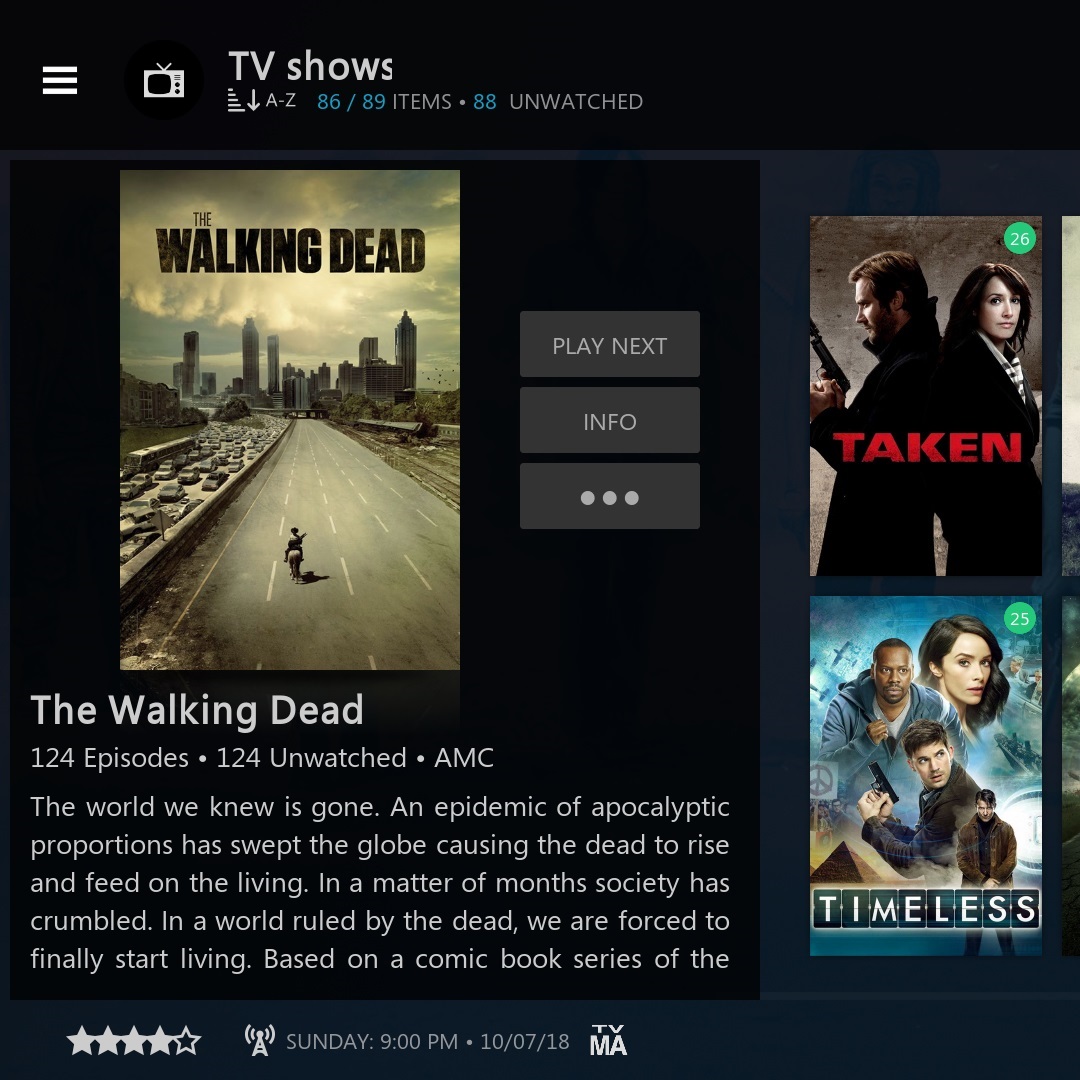 TV shows
A-Z 86 / 89 ITEMS • 88 UNWATCHED
THE
WALKING DEAD
PLAY NEXT
INFO
The Walking Dead
124 Episodes • 124 Unwatched • AMC
The world we knew is gone. An epidemic of apocalyptic
proportions has swept the globe causing the dead to rise
and feed on the living. In a matter of months society has
crumbled. In a world ruled by the dead, we are forced to
finally start living. Based on a comic book series of the
26
TAKEN
25
TIMELESS
SUNDAY: 9:00 PM • 10/07/18
TV
MA